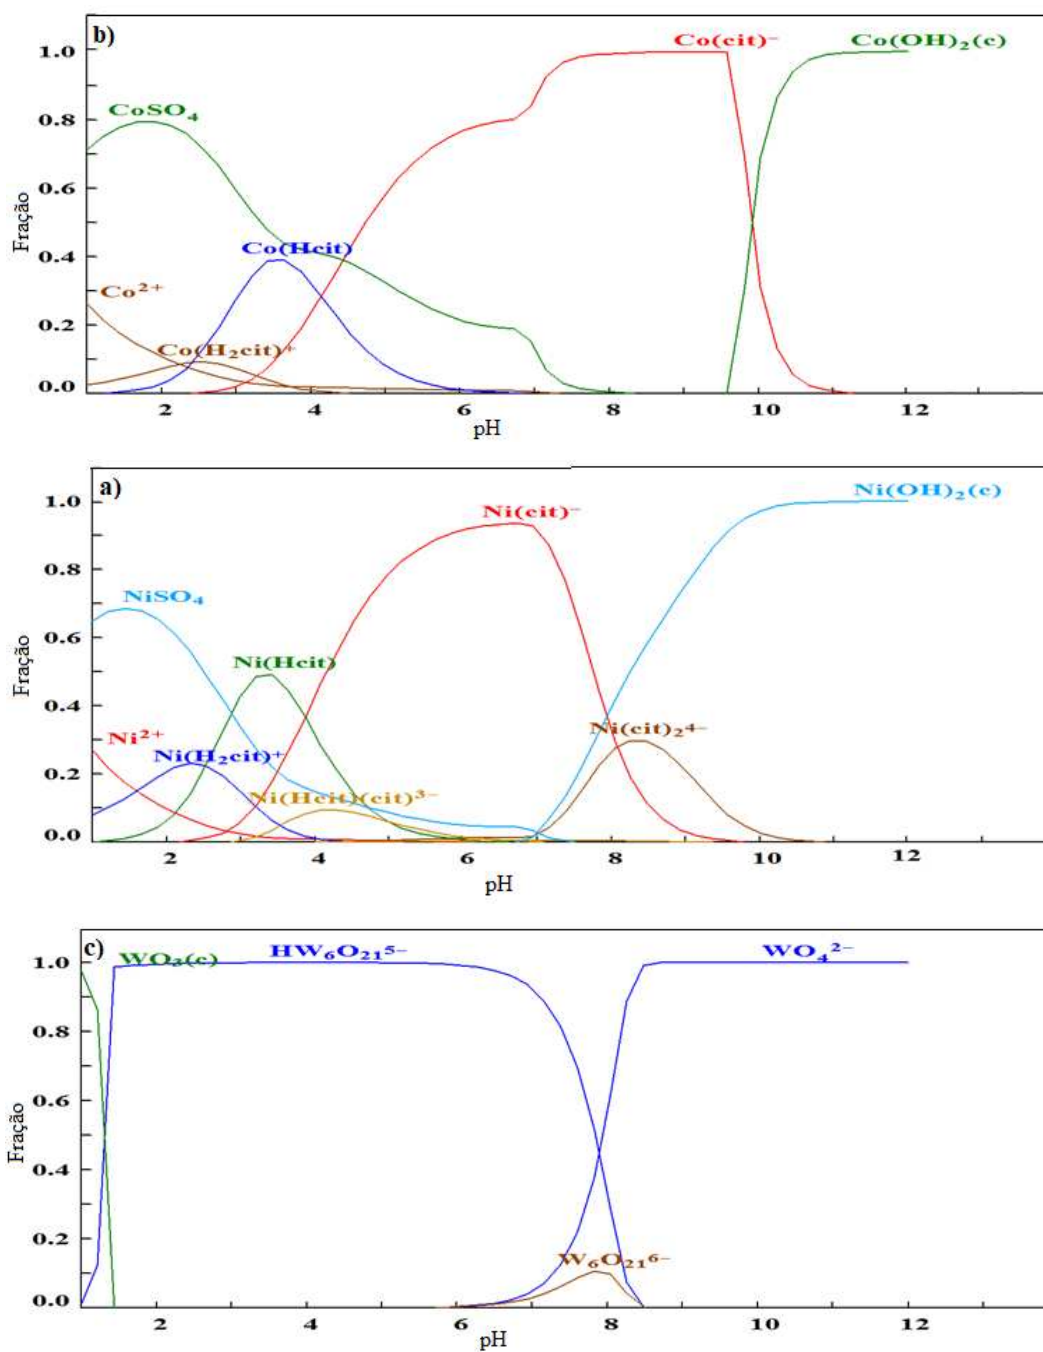 b)
Co(cit)⁻ Co(OH)₂(c)
1.0
CoSO₄
0.8
0.6
Fração
Co(Hcit)
0.4
Co²⁺
0.2
Co(H₂cit)⁺
0.0
2 4 6 8 10 12
pH
a)
Ni(OH)₂(c)
1.0
Ni(cit)⁻
0.8
NiSO₄
0.6
Fração
Ni(Hcit)
0.4
Ni(cit)₂⁴⁻
Ni²⁺
Ni(H₂cit)⁺
0.2
Ni(Hcit)(cit)³⁻
0.0
2 4 6 8 10 12
pH
c)
WO₃(c) HW₆O₂₁⁵⁻ WO₄²⁻
1.0
0.8
0.6
Fração
0.4
0.2
W₆O₂₁⁶⁻
0.0
2 4 6 8 10 12
pH